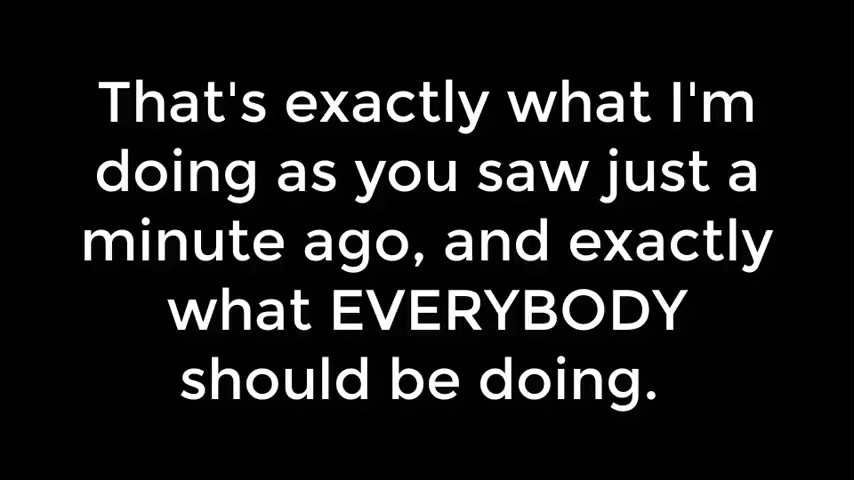 That's exactly what I'm
doing as you saw just a
minute ago, and exactly
what EVERYBODY
should be doing.